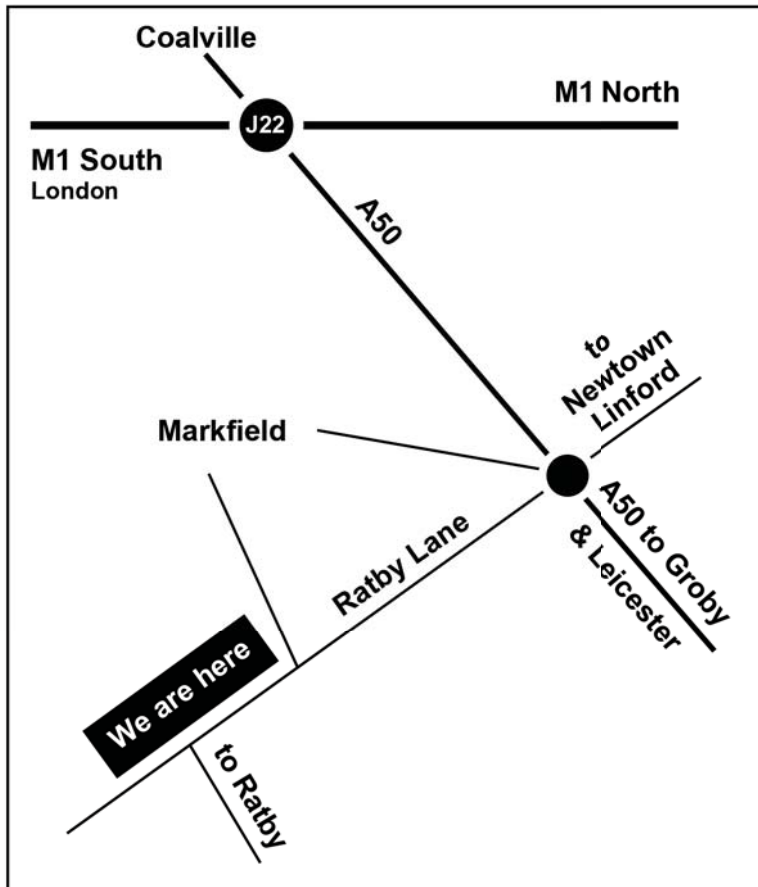 Coalville
M1 North
J22
M1 South
London
A50
to
Newtown
Linford
Markfield
A50 to Groby
& Leicester
Ratby Lane
We are here
to Ratby